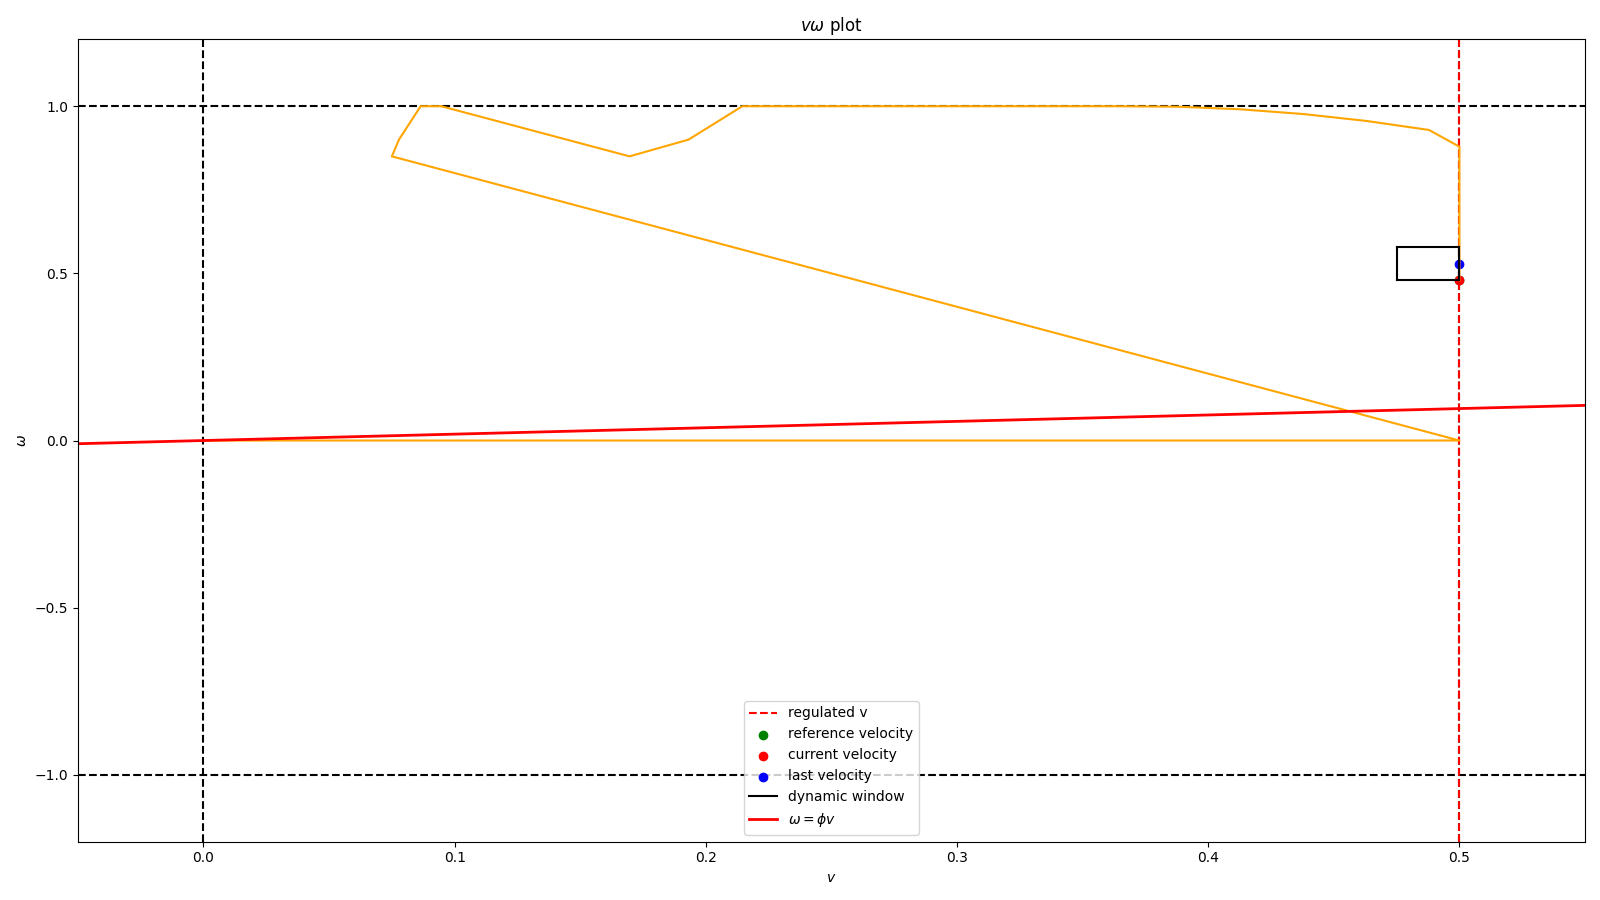 vω plot
1.0
0.5
0.0
−0.5
−1.0
ω
0.0
0.1
0.2
0.3
0.4
0.5
v
regulated v
reference velocity
current velocity
last velocity
dynamic window
ω = ϕv